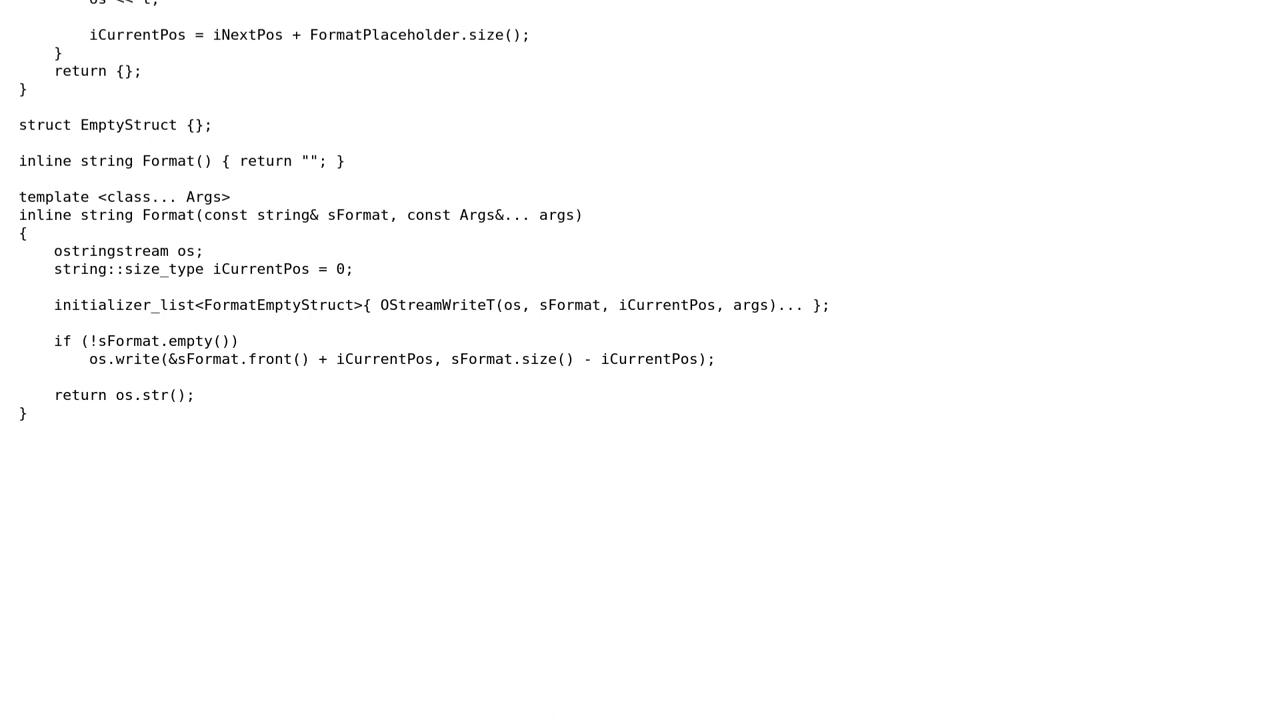 os << t;
iCurrentPos = iNextPos + FormatPlaceholder.size();
}
return {};
}
struct EmptyStruct {};
inline string Format() { return ""; }
template <class... Args>
inline string Format(const string& sFormat, const Args&... args)
{
ostringstream os;
string::size_type iCurrentPos = 0;
initializer_list<FormatEmptyStruct>{ OStreamWriteT(os, sFormat, iCurrentPos, args)... };
if (!sFormat.empty())
os.write(&sFormat.front() + iCurrentPos, sFormat.size() - iCurrentPos);
return os.str();
}